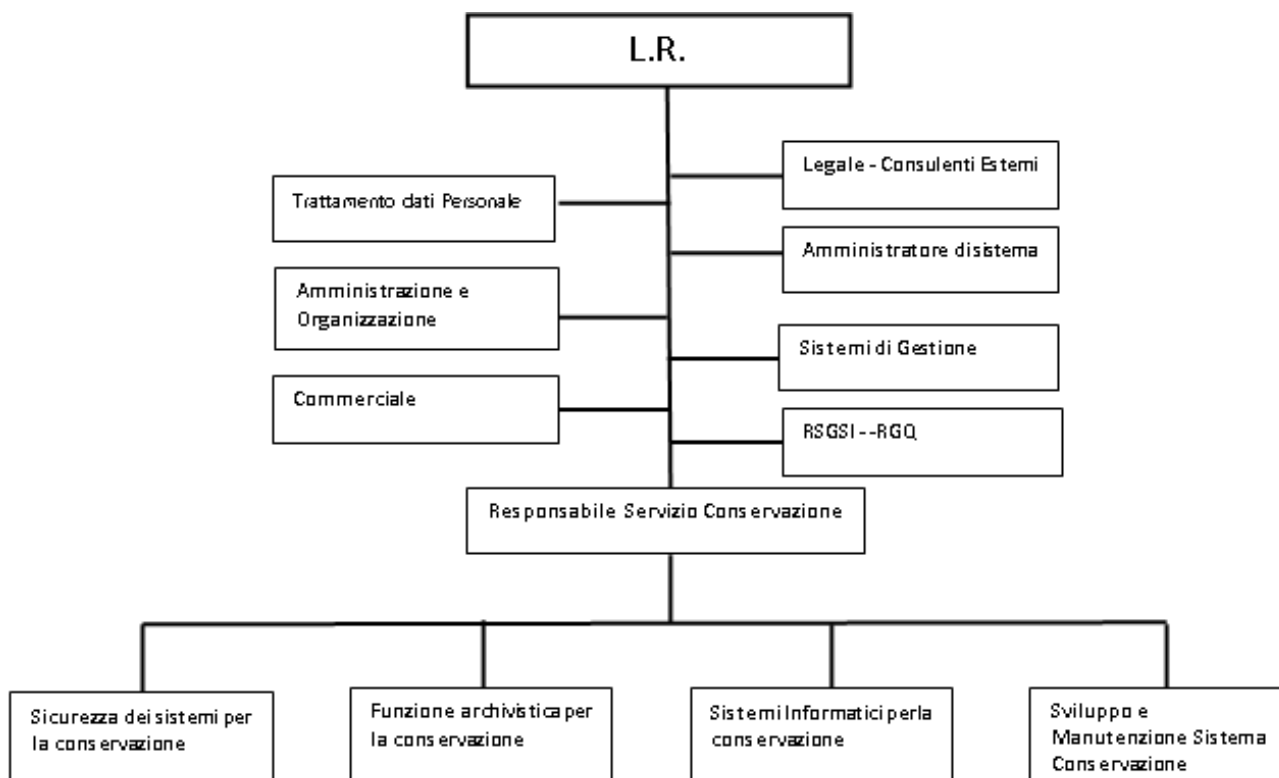 L.R.
Legale - Consulenti Esterni
Trattamento dati Personale
Amministratore disistema
Amministrazione e
Organizzazione
Sistemi di Gestione
Commerciale
RSGSI --RGQ
Responsabile Servizio Conservazione
Sicurezza dei sistemi per
la conservazione
Funzione archivistica per
la conservazione
Sistemi Informatici perla
conservazione
Sviluppo e
Manutenzione Sistema
Conservazione